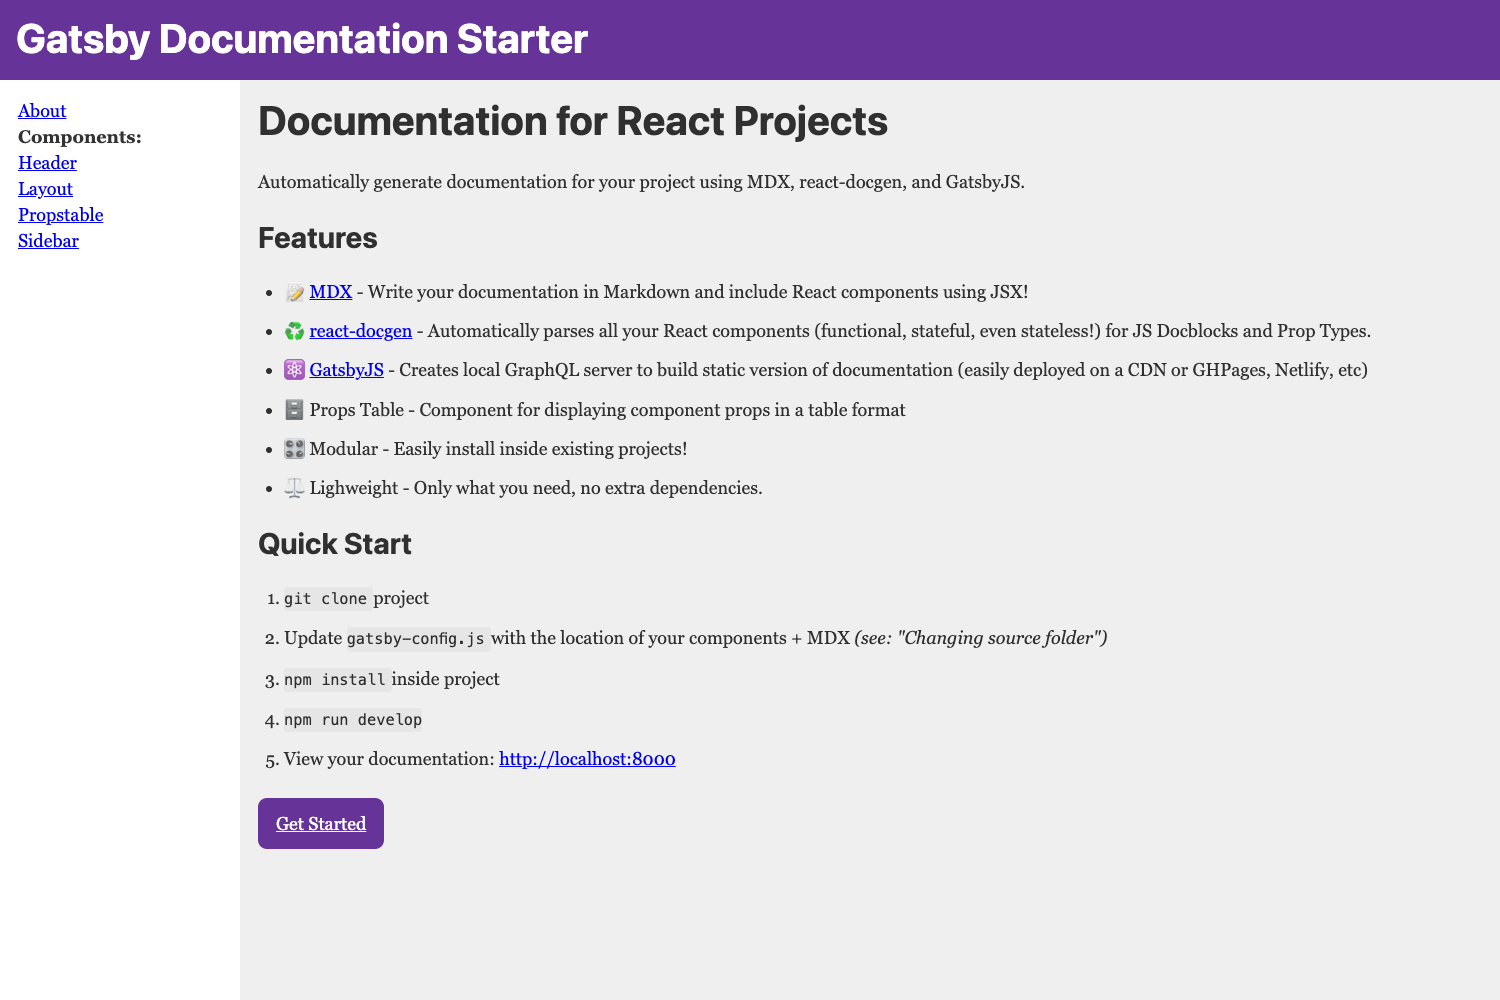 Gatsby Documentation Starter
About
Components:
Header
Layout
Propstable
Sidebar
Documentation for React Projects
Automatically generate documentation for your project using MDX, react-docgen, and GatsbyJS.
Features
• 📝 MDX - Write your documentation in Markdown and include React components using JSX!
• ♻️ react-docgen - Automatically parses all your React components (functional, stateful, even stateless!) for JS Docblocks and Prop Types.
• ⚛️ GatsbyJS - Creates local GraphQL server to build static version of documentation (easily deployed on a CDN or GHPages, Netlify, etc)
• 🗄️ Props Table - Component for displaying component props in a table format
• 🎛️ Modular - Easily install inside existing projects!
• ⚖️ Lighweight - Only what you need, no extra dependencies.
Quick Start
1. git clone project
2. Update gatsby-config.js with the location of your components + MDX (see: "Changing source folder")
3. npm install inside project
4. npm run develop
5. View your documentation: http://localhost:8000
Get Started